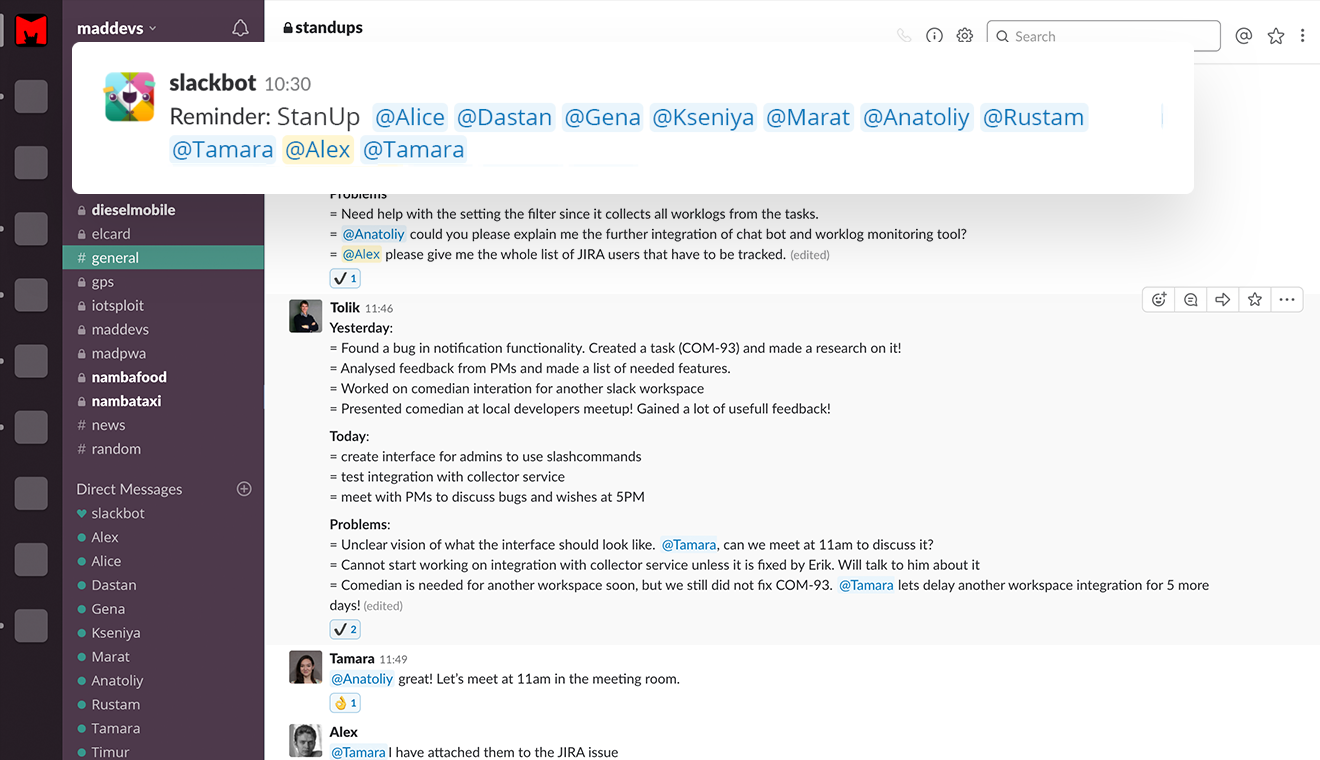 maddevs
standups
Search
slackbot 10:30
Reminder: StanUp @Alice @Dastan @Gena @Kseniya @Marat @Anatoliy @Rustam
@Tamara @Alex @Tamara
dieselmobile
elcard
# general
gps
iotsploit
maddevs
madpwa
nambafood
nambataxi
# news
# random
Direct Messages
slackbot
Alex
Alice
Dastan
Gena
Kseniya
Marat
Anatoliy
Rustam
Tamara
Timur
Problems
= Need help with the setting the filter since it collects all worklogs from the tasks.
= @Anatoliy could you please explain me the further integration of chat bot and worklog monitoring tool?
= @Alex please give me the whole list of JIRA users that have to be tracked. (edited)
✓ 1
Tolik 11:46
Yesterday:
= Found a bug in notification functionality. Created a task (COM-93) and made a research on it!
= Analysed feedback from PMs and made a list of needed features.
= Worked on comedian interation for another slack workspace
= Presented comedian at local developers meetup! Gained a lot of usefull feedback!
Today:
= create interface for admins to use slashcommands
= test integration with collector service
= meet with PMs to discuss bugs and wishes at 5PM
Problems:
= Unclear vision of what the interface should look like. @Tamara, can we meet at 11am to discuss it?
= Cannot start working on integration with collector service unless it is fixed by Erik. Will talk to him about it
= Comedian is needed for another workspace soon, but we still did not fix COM-93. @Tamara lets delay another workspace integration for 5 more
days! (edited)
✓ 2
Tamara 11:49
@Anatoliy great! Let's meet at 11am in the meeting room.
👌 1
Alex
@Tamara I have attached them to the JIRA issue